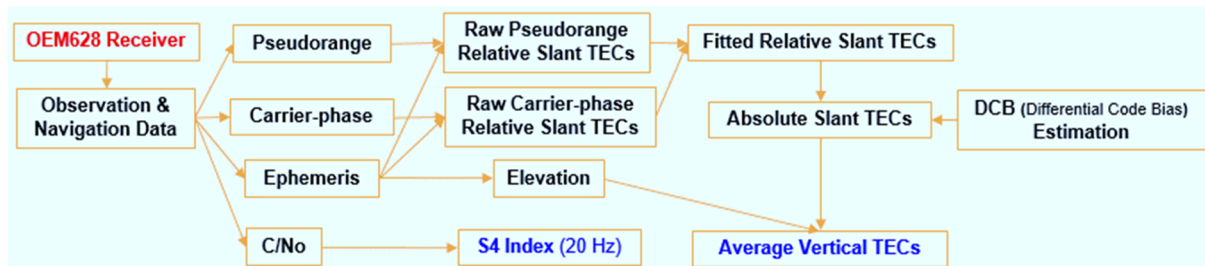 OEM628 Receiver
Pseudorange
Raw Pseudorange
Relative Slant TECs
Fitted Relative Slant TECs
Observation &
Navigation Data
Carrier-phase
Raw Carrier-phase
Relative Slant TECs
Absolute Slant TECs
DCB (Differential Code Bias)
Estimation
Ephemeris
Elevation
C/No
S4 Index (20 Hz)
Average Vertical TECs